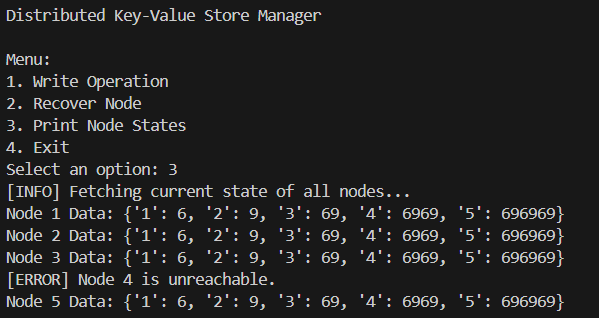 Distributed Key-Value Store Manager
Menu:
1. Write Operation
2. Recover Node
3. Print Node States
4. Exit
Select an option: 3
[INFO] Fetching current state of all nodes...
Node 1 Data: {'1': 6, '2': 9, '3': 69, '4': 6969, '5': 696969}
Node 2 Data: {'1': 6, '2': 9, '3': 69, '4': 6969, '5': 696969}
Node 3 Data: {'1': 6, '2': 9, '3': 69, '4': 6969, '5': 696969}
[ERROR] Node 4 is unreachable.
Node 5 Data: {'1': 6, '2': 9, '3': 69, '4': 6969, '5': 696969}